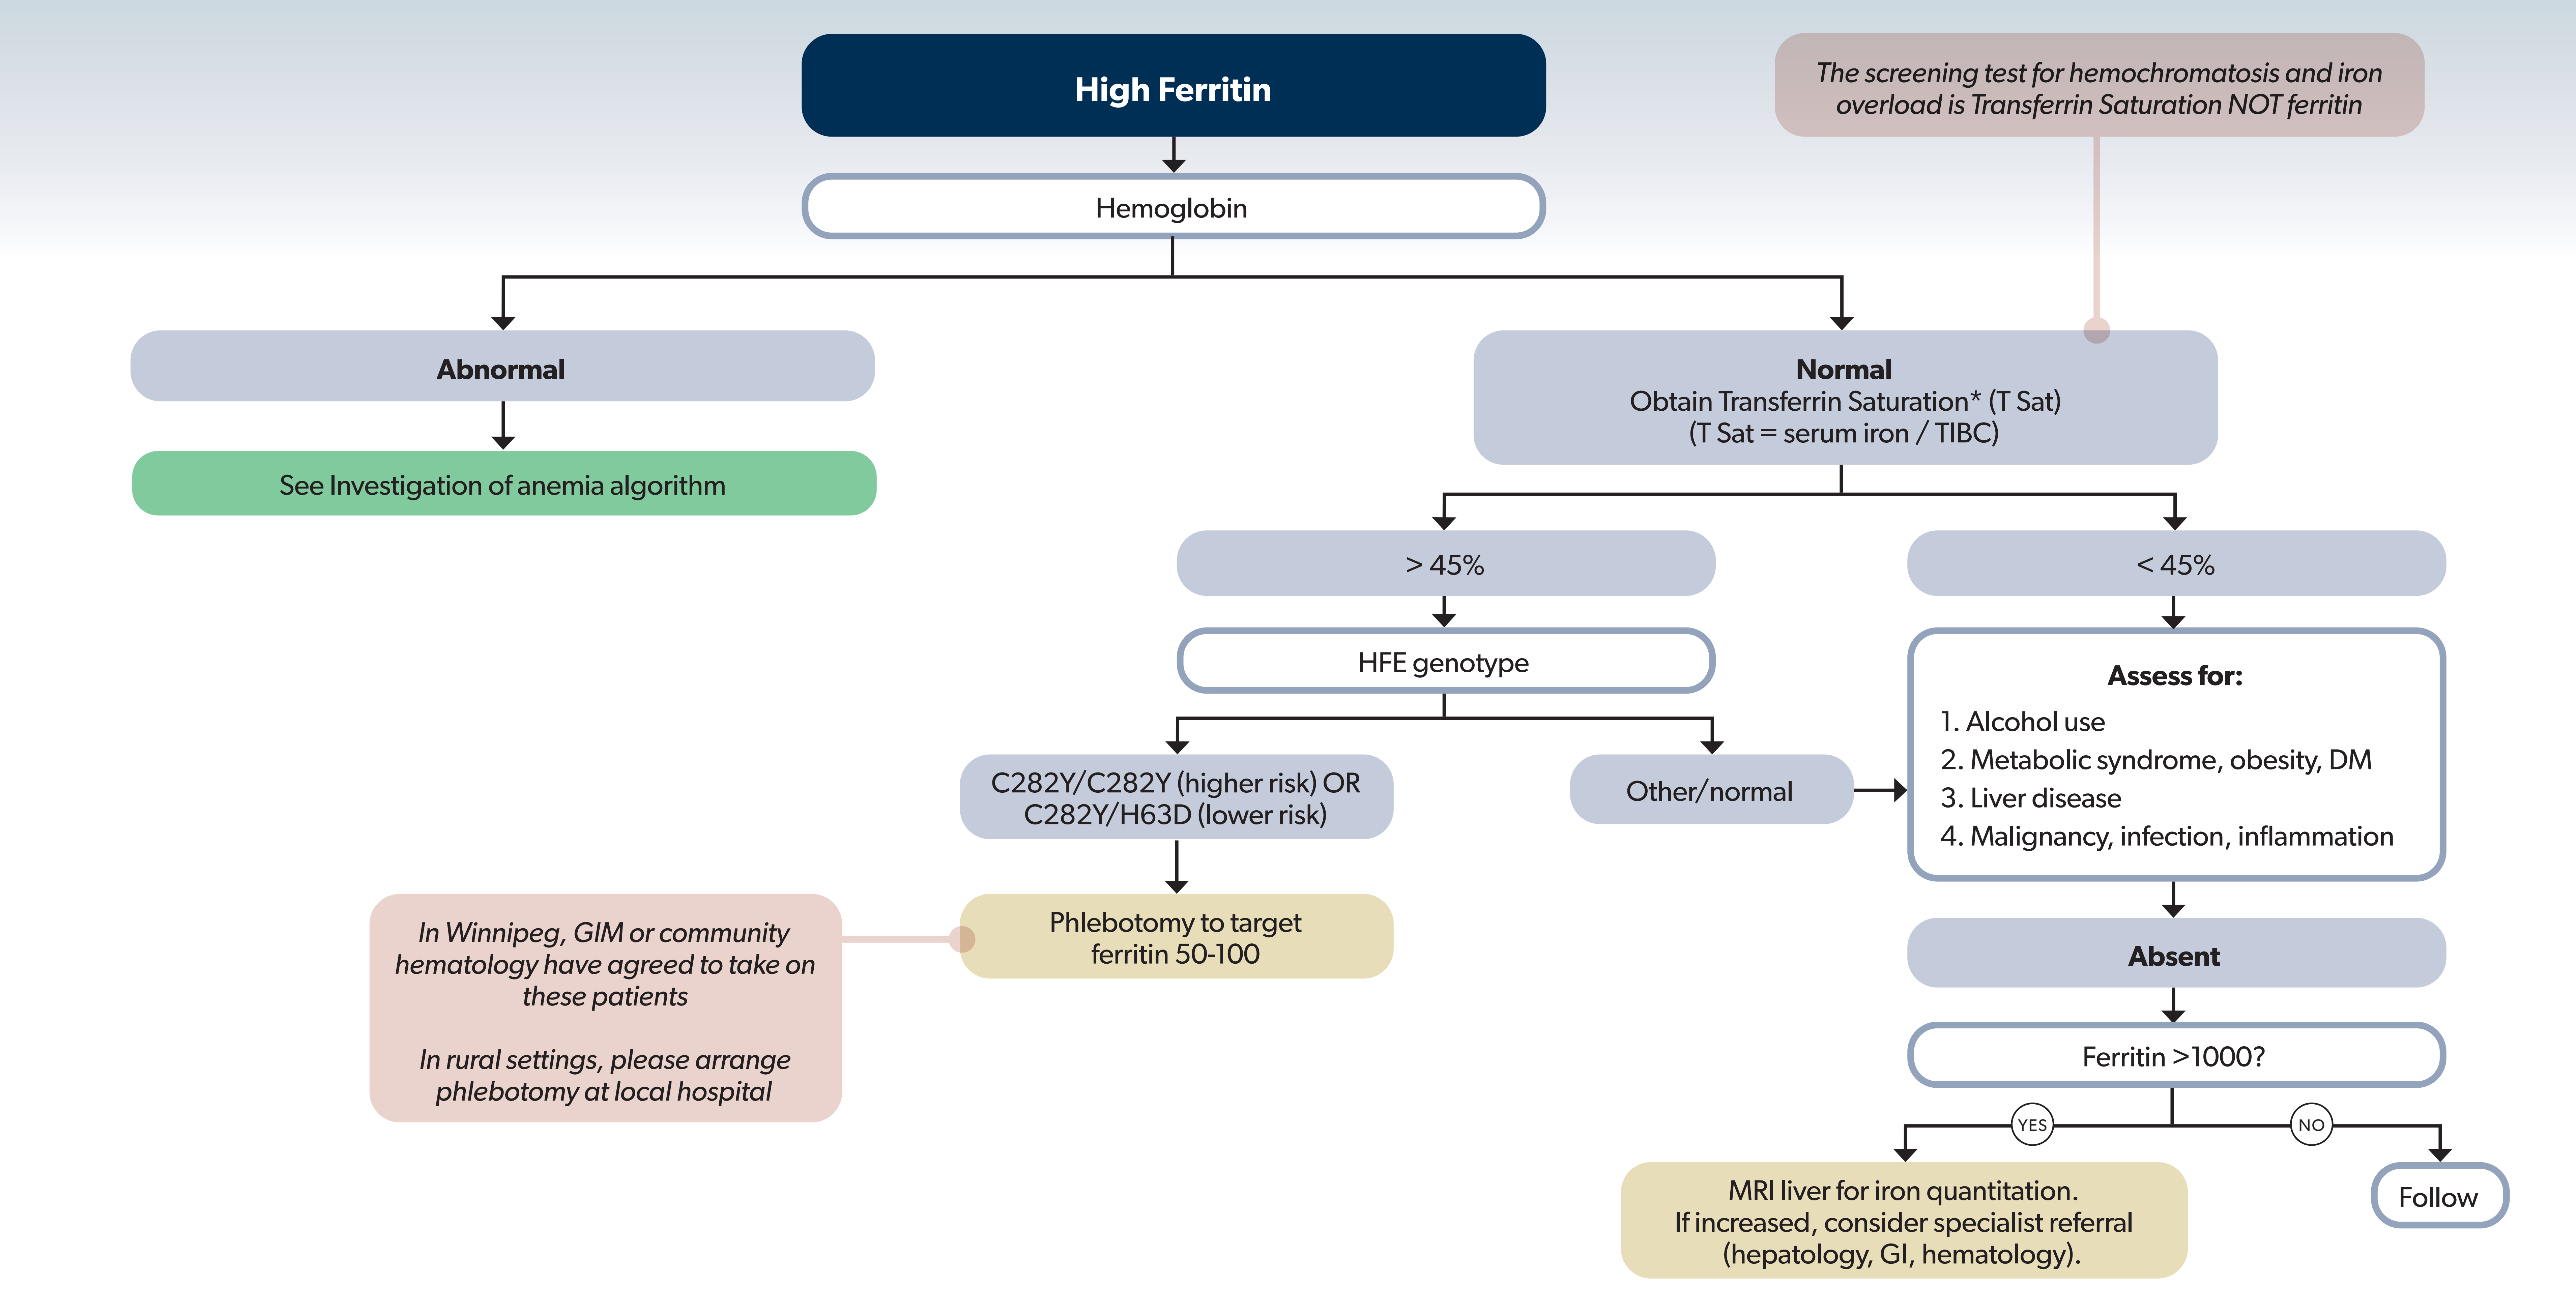 High Ferritin
The screening test for hemochromatosis and iron
overload is Transferrin Saturation NOT ferritin
Hemoglobin
Abnormal
See Investigation of anemia algorithm
Normal
Obtain Transferrin Saturation* (T Sat)
(T Sat = serum iron / TIBC)
> 45%
< 45%
HFE genotype
Assess for:
1. Alcohol use
2. Metabolic syndrome, obesity, DM
3. Liver disease
4. Malignancy, infection, inflammation
C282Y/C282Y (higher risk) OR
C282Y/H63D (lower risk)
Other/normal
Phlebotomy to target
ferritin 50-100
In Winnipeg, GIM or community
hematology have agreed to take on
these patients
In rural settings, please arrange
phlebotomy at local hospital
Absent
Ferritin >1000?
YES
NO
MRI liver for iron quantitation.
If increased, consider specialist referral
(hepatology, GI, hematology).
Follow